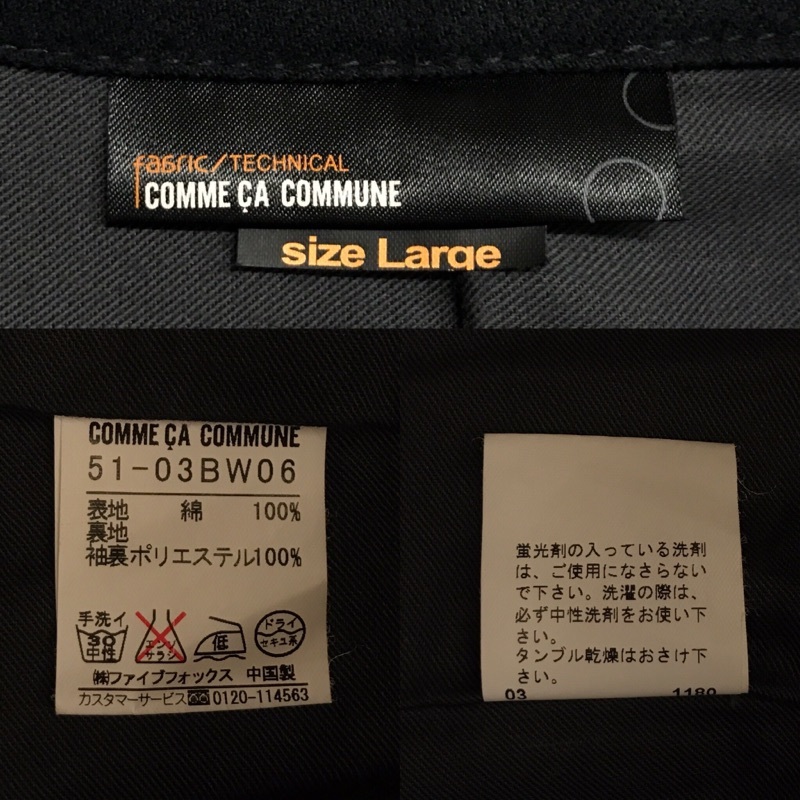 fabric/TECHNICAL
COMME ÇA COMMUNE
size Large
COMME ÇA COMMUNE
51-03BW06
表地 綿 100%
裏地
袖裏ポリエステル100%
手洗イ
30
中性
エンソ
サラシ
低
ドライ
セキユ系
㈱ファイブフォックス 中国製
カスタマーサービス 0120-114563
蛍光剤の入っている洗剤
は、ご使用になさらない
で下さい。洗濯の際は、
必ず中性洗剤をお使い下
さい。
タンブル乾燥はおさけ下
さい。
03 1180